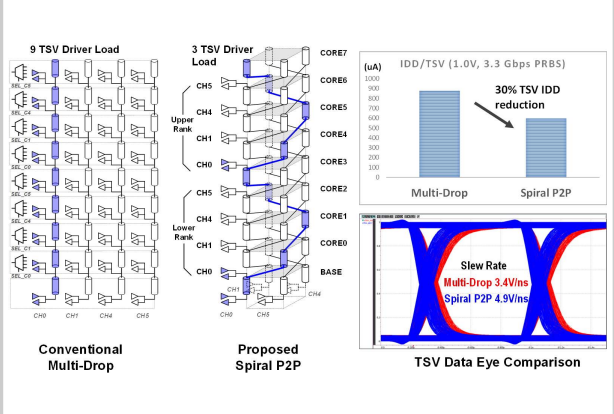 9 TSV Driver Load
SEL_C5
SEL_C4
SEL_C1
SEL_C0
SEL_C5
SEL_C4
SEL_C1
SEL_C0
CH0
CH1
CH4
CH5
Conventional
Multi-Drop
3 TSV Driver
Load
CORE7
CORE6
CORE5
CORE4
CORE3
CORE2
CORE1
CORE0
BASE
CH5
CH4
Upper
Rank
CH1
CH0
CH5
CH4
Lower
Rank
CH1
CH0
CH1
CH4
CH0
CH5
Proposed
Spiral P2P
IDD/TSV (1.0V, 3.3 Gbps PRBS)
(uA)
1000
900
800
700
600
500
400
300
200
100
0
30% TSV IDD
reduction
Multi-Drop
Spiral P2P
Slew Rate
Multi-Drop 3.4V/ns
Spiral P2P 4.9V/ns
TSV Data Eye Comparison